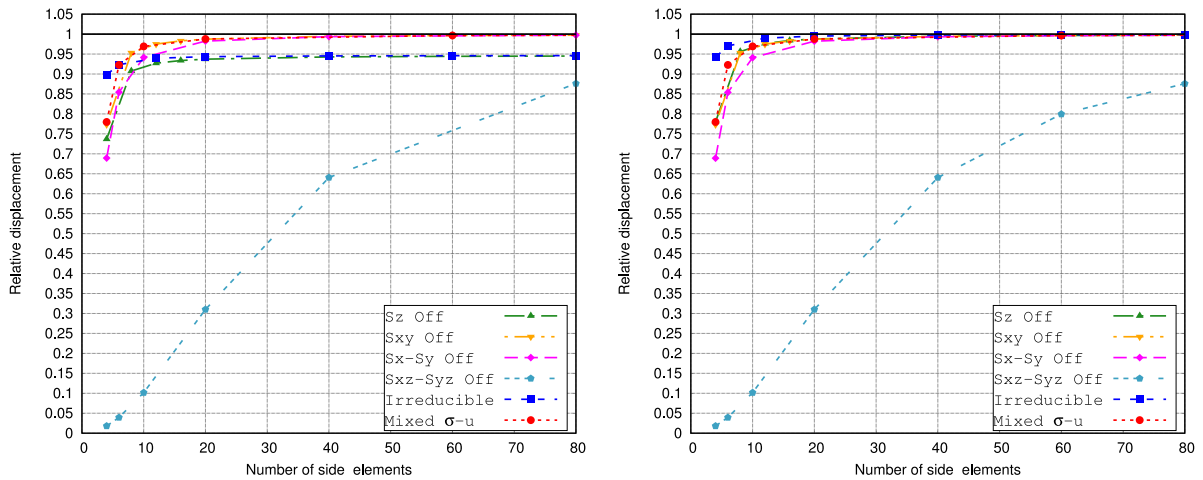 1.05
1
0.95
0.9
0.85
0.8
0.75
0.7
0.65
0.6
0.55
0.5
0.45
0.4
0.35
0.3
0.25
0.2
0.15
0.1
0.05
0
Relative displacement
Sz Off
Sxy Off
Sx-Sy Off
Sxz-Syz Off
Irreducible
Mixed σ-u
0 10 20 30 40 50 60 70 80
Number of side elements
1.05
1
0.95
0.9
0.85
0.8
0.75
0.7
0.65
0.6
0.55
0.5
0.45
0.4
0.35
0.3
0.25
0.2
0.15
0.1
0.05
0
Relative displacement
Sz Off
Sxy Off
Sx-Sy Off
Sxz-Syz Off
Irreducible
Mixed σ-u
0 10 20 30 40 50 60 70 80
Number of side elements